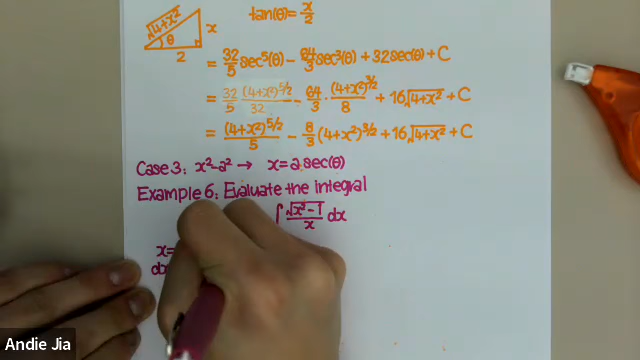 √4+x² x tan(θ)= x/2
θ
2
= 32/5 sec⁵(θ) - 64/3 sec³(θ) + 32 sec(θ) + C
= 32/5 · (4+x²)^5/2 / 32 - 64/3 · (4+x²)^3/2 / 8 + 16√4+x² + C
= (4+x²)^5/2 / 5 - 8/3 (4+x²)^3/2 + 16√4+x² + C
Case 3: x²-a² → x = a sec(θ)
Example 6: Evaluate the integral
∫ √x²-1 / x dx
x=
dx
Andie Jia